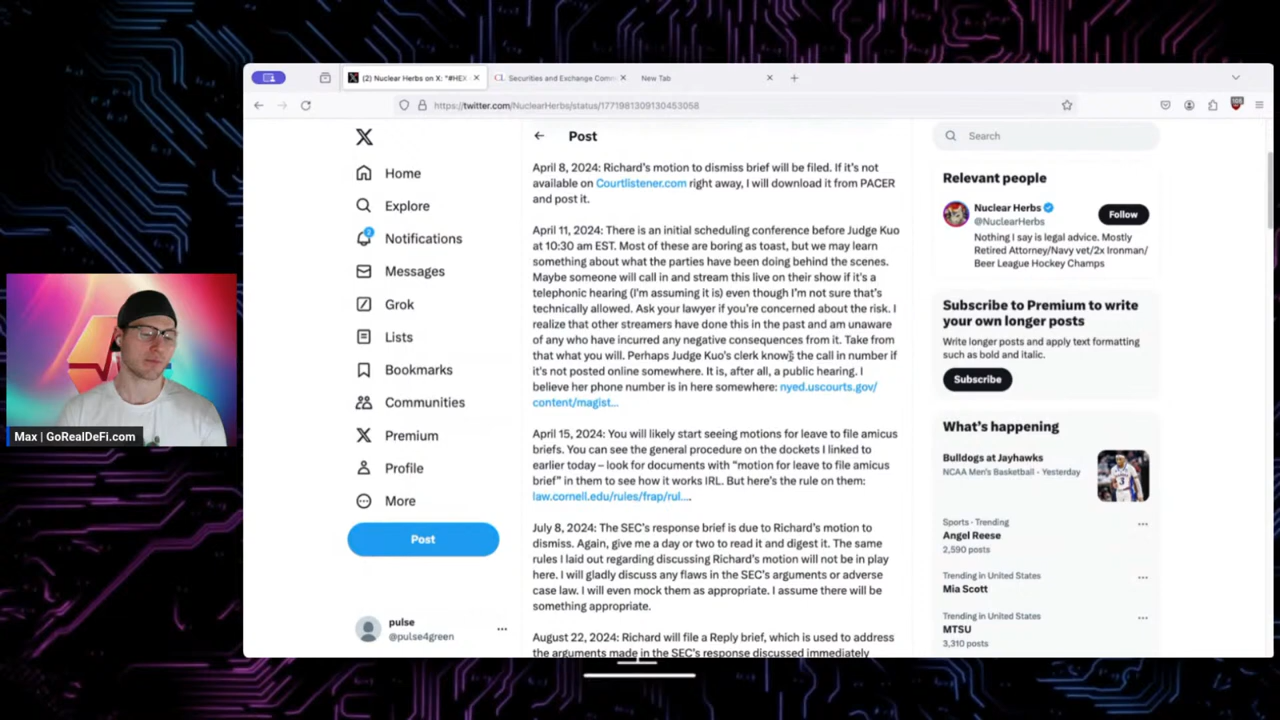 (2) Nuclear Herbs on X: "#HEX
Securities and Exchange Comm
New Tab
https://twitter.com/NuclearHerbs/status/1771981309130453058
Home
Explore
2
Notifications
Messages
Grok
Lists
Bookmarks
Communities
Premium
Profile
More
Post
pulse
@pulse4green
Post
April 8, 2024: Richard's motion to dismiss brief will be filed. If it's not
available on Courtlistener.com right away, I will download it from PACER
and post it.
April 11, 2024: There is an initial scheduling conference before Judge Kuo
at 10:30 am EST. Most of these are boring as toast, but we may learn
something about what the parties have been doing behind the scenes.
Maybe someone will call in and stream this live on their show if it's a
telephonic hearing (I'm assuming it is) even though I'm not sure that's
technically allowed. Ask your lawyer if you're concerned about the risk. I
realize that other streamers have done this in the past and am unaware
of any who have incurred any negative consequences from it. Take from
that what you will. Perhaps Judge Kuo's clerk knows the call in number if
it's not posted online somewhere. It is, after all, a public hearing. I
believe her phone number is in here somewhere: nyed.uscourts.gov/
content/magist...
April 15, 2024: You will likely start seeing motions for leave to file amicus
briefs. You can see the general procedure on the dockets I linked to
earlier today – look for documents with "motion for leave to file amicus
brief" in them to see how it works IRL. But here's the rule on them:
law.cornell.edu/rules/frap/rul....
July 8, 2024: The SEC's response brief is due to Richard's motion to
dismiss. Again, give me a day or two to read it and digest it. The same
rules I laid out regarding discussing Richard's motion will not be in play
here. I will gladly discuss any flaws in the SEC's arguments or adverse
case law. I will even mock them as appropriate. I assume there will be
something appropriate.
August 22, 2024: Richard will file a Reply brief, which is used to address
the arguments made in the SEC's response discussed immediately
Search
Relevant people
Nuclear Herbs
@NuclearHerbs
Follow
Nothing I say is legal advice. Mostly
Retired Attorney/Navy vet/2x Ironman/
Beer League Hockey Champs
Subscribe to Premium to write
your own longer posts
Write longer posts and apply text formatting
such as bold and italic.
Subscribe
What's happening
Bulldogs at Jayhawks
NCAA Men's Basketball · Yesterday
Sports · Trending
Angel Reese
2,590 posts
Trending in United States
Mia Scott
Trending in United States
MTSU
3,310 posts
Max | GoRealDeFi.com